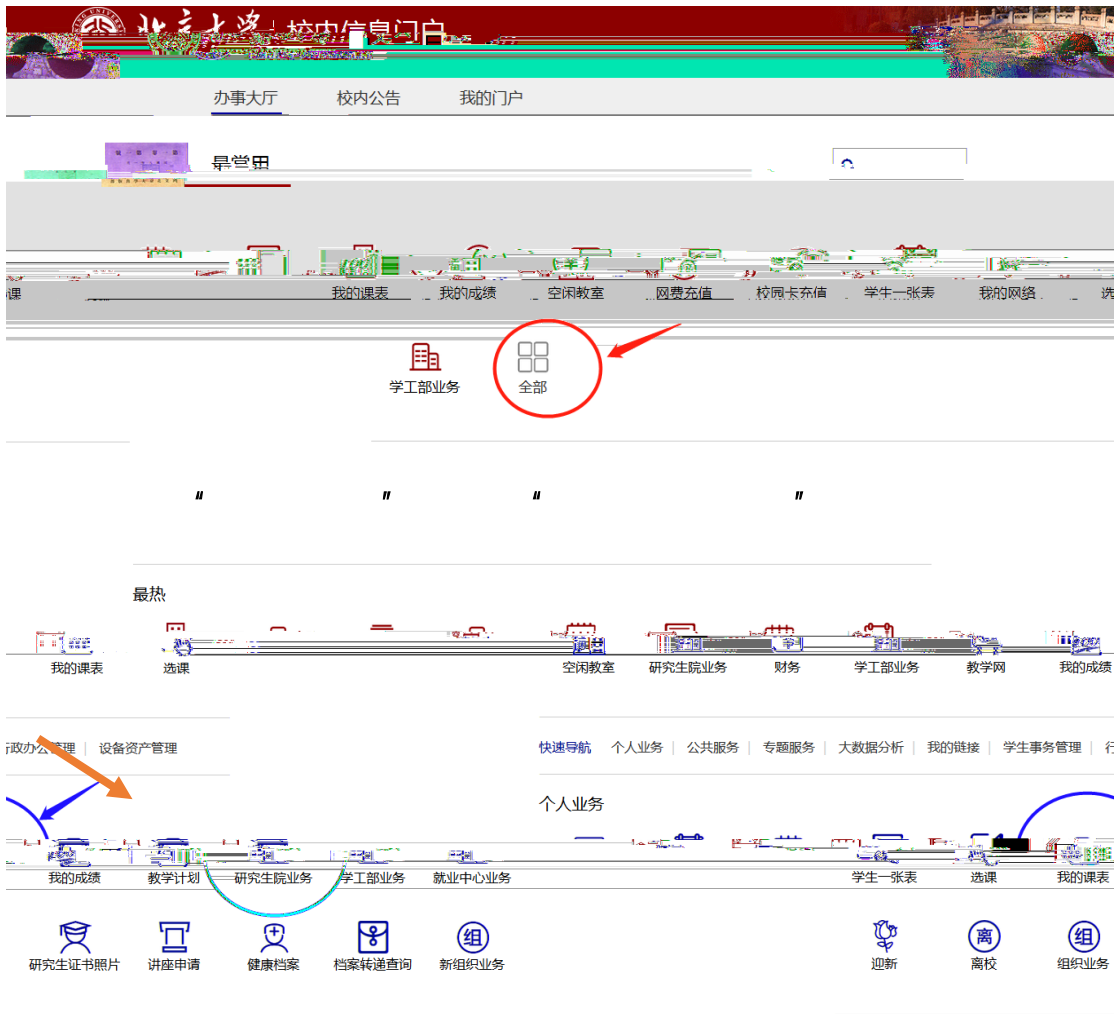 北京大学 校内信息门户
办事大厅 校内公告 我的门户
最常用
课 我的课表 我的成绩 空闲教室 网费充值 校园卡充值 学生一张表 我的网络 选
学工部业务 全部
" " " "
最热
我的课表 选课 空闲教室 研究生院业务 财务 学工部业务 教学网 我的成绩
行政办公管理 | 设备资产管理 快速导航 个人业务 | 公共服务 | 专题服务 | 大数据分析 | 我的链接 | 学生事务管理 | 行
个人业务
我的成绩 教学计划 研究生院业务 学工部业务 就业中心业务 学生一张表 选课 我的课表
组 离 组
研究生证书照片 讲座申请 健康档案 档案转递查询 新组织业务 迎新 离校 组织业务